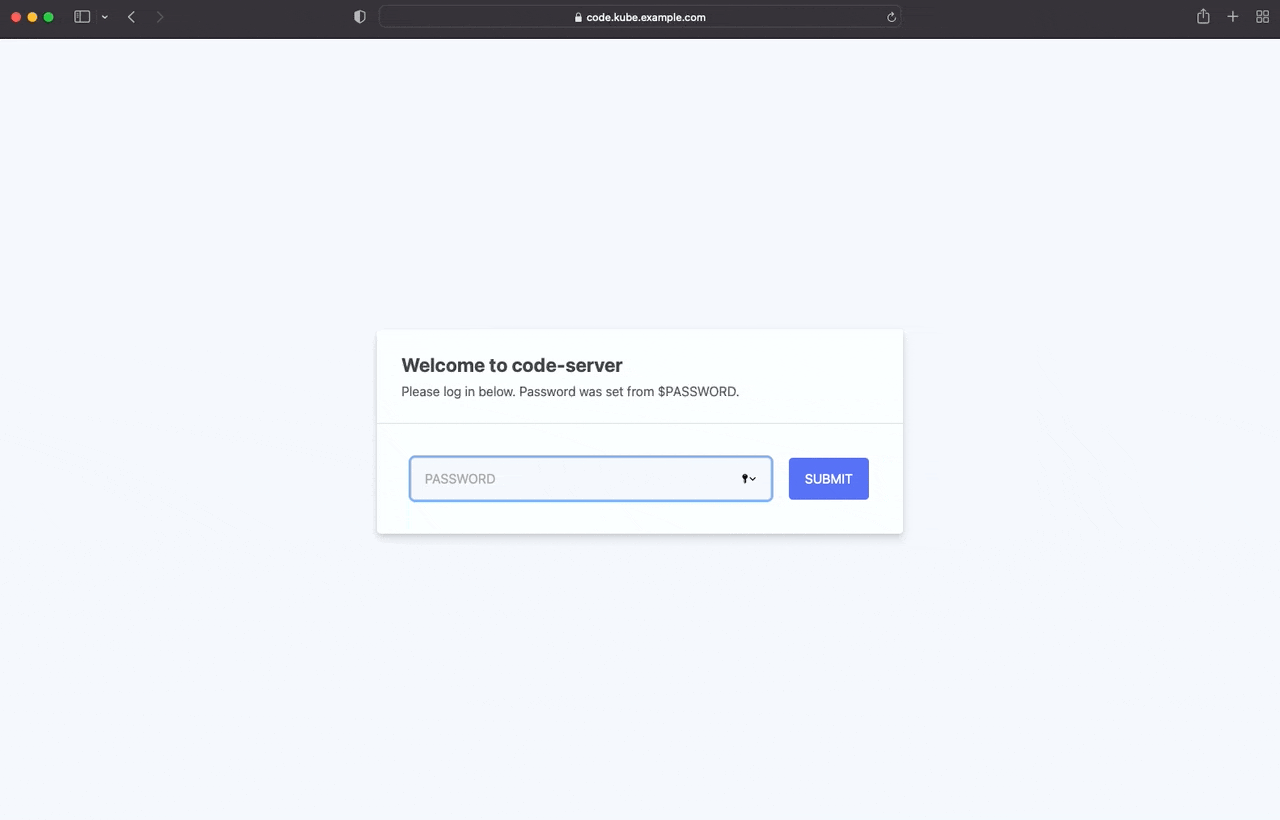 code.kube.example.com
Welcome to code-server
Please log in below. Password was set from $PASSWORD.
PASSWORD
SUBMIT